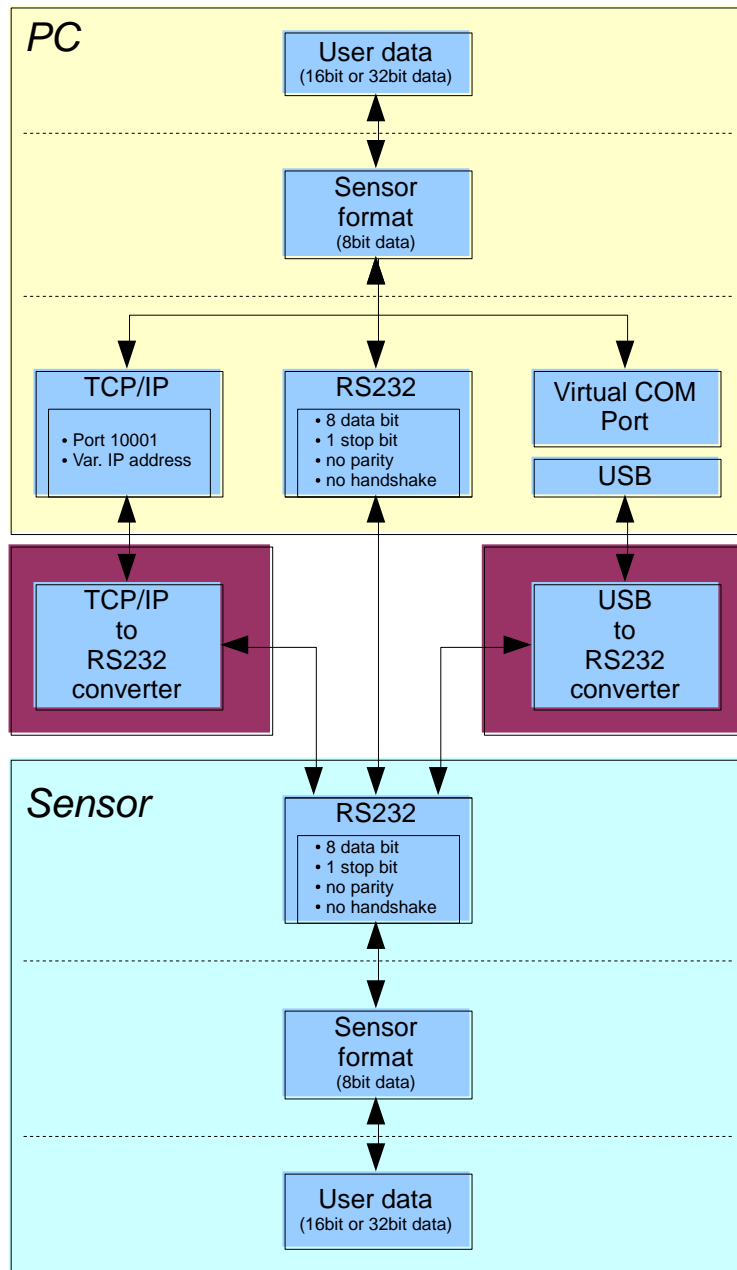 PC
User data
(16bit or 32bit data)
Sensor
format
(8bit data)
TCP/IP
• Port 10001
• Var. IP address
RS232
• 8 data bit
• 1 stop bit
• no parity
• no handshake
Virtual COM
Port
USB
TCP/IP
to
RS232
converter
USB
to
RS232
converter
Sensor
RS232
• 8 data bit
• 1 stop bit
• no parity
• no handshake
Sensor
format
(8bit data)
User data
(16bit or 32bit data)